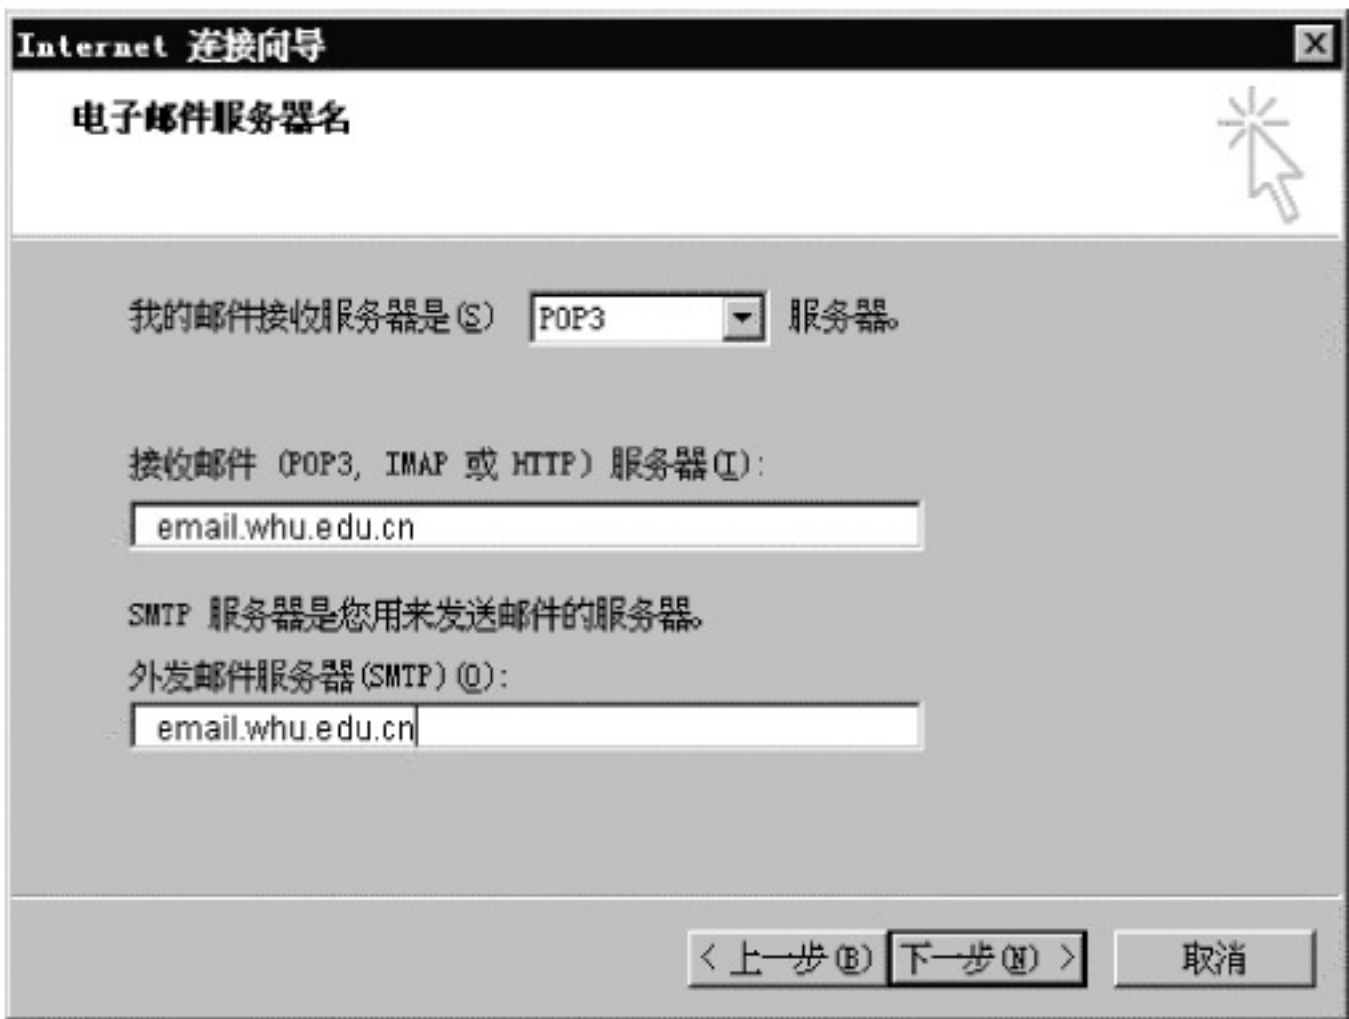 Internet 连接向导
电子邮件服务器名
我的邮件接收服务器是(S) POP3 服务器。
接收邮件 (POP3, IMAP 或 HTTP) 服务器(I):
email.whu.edu.cn
SMTP 服务器是您用来发送邮件的服务器。
外发邮件服务器(SMTP)(O):
email.whu.edu.cn
< 上一步(B) 下一步(N) > 取消